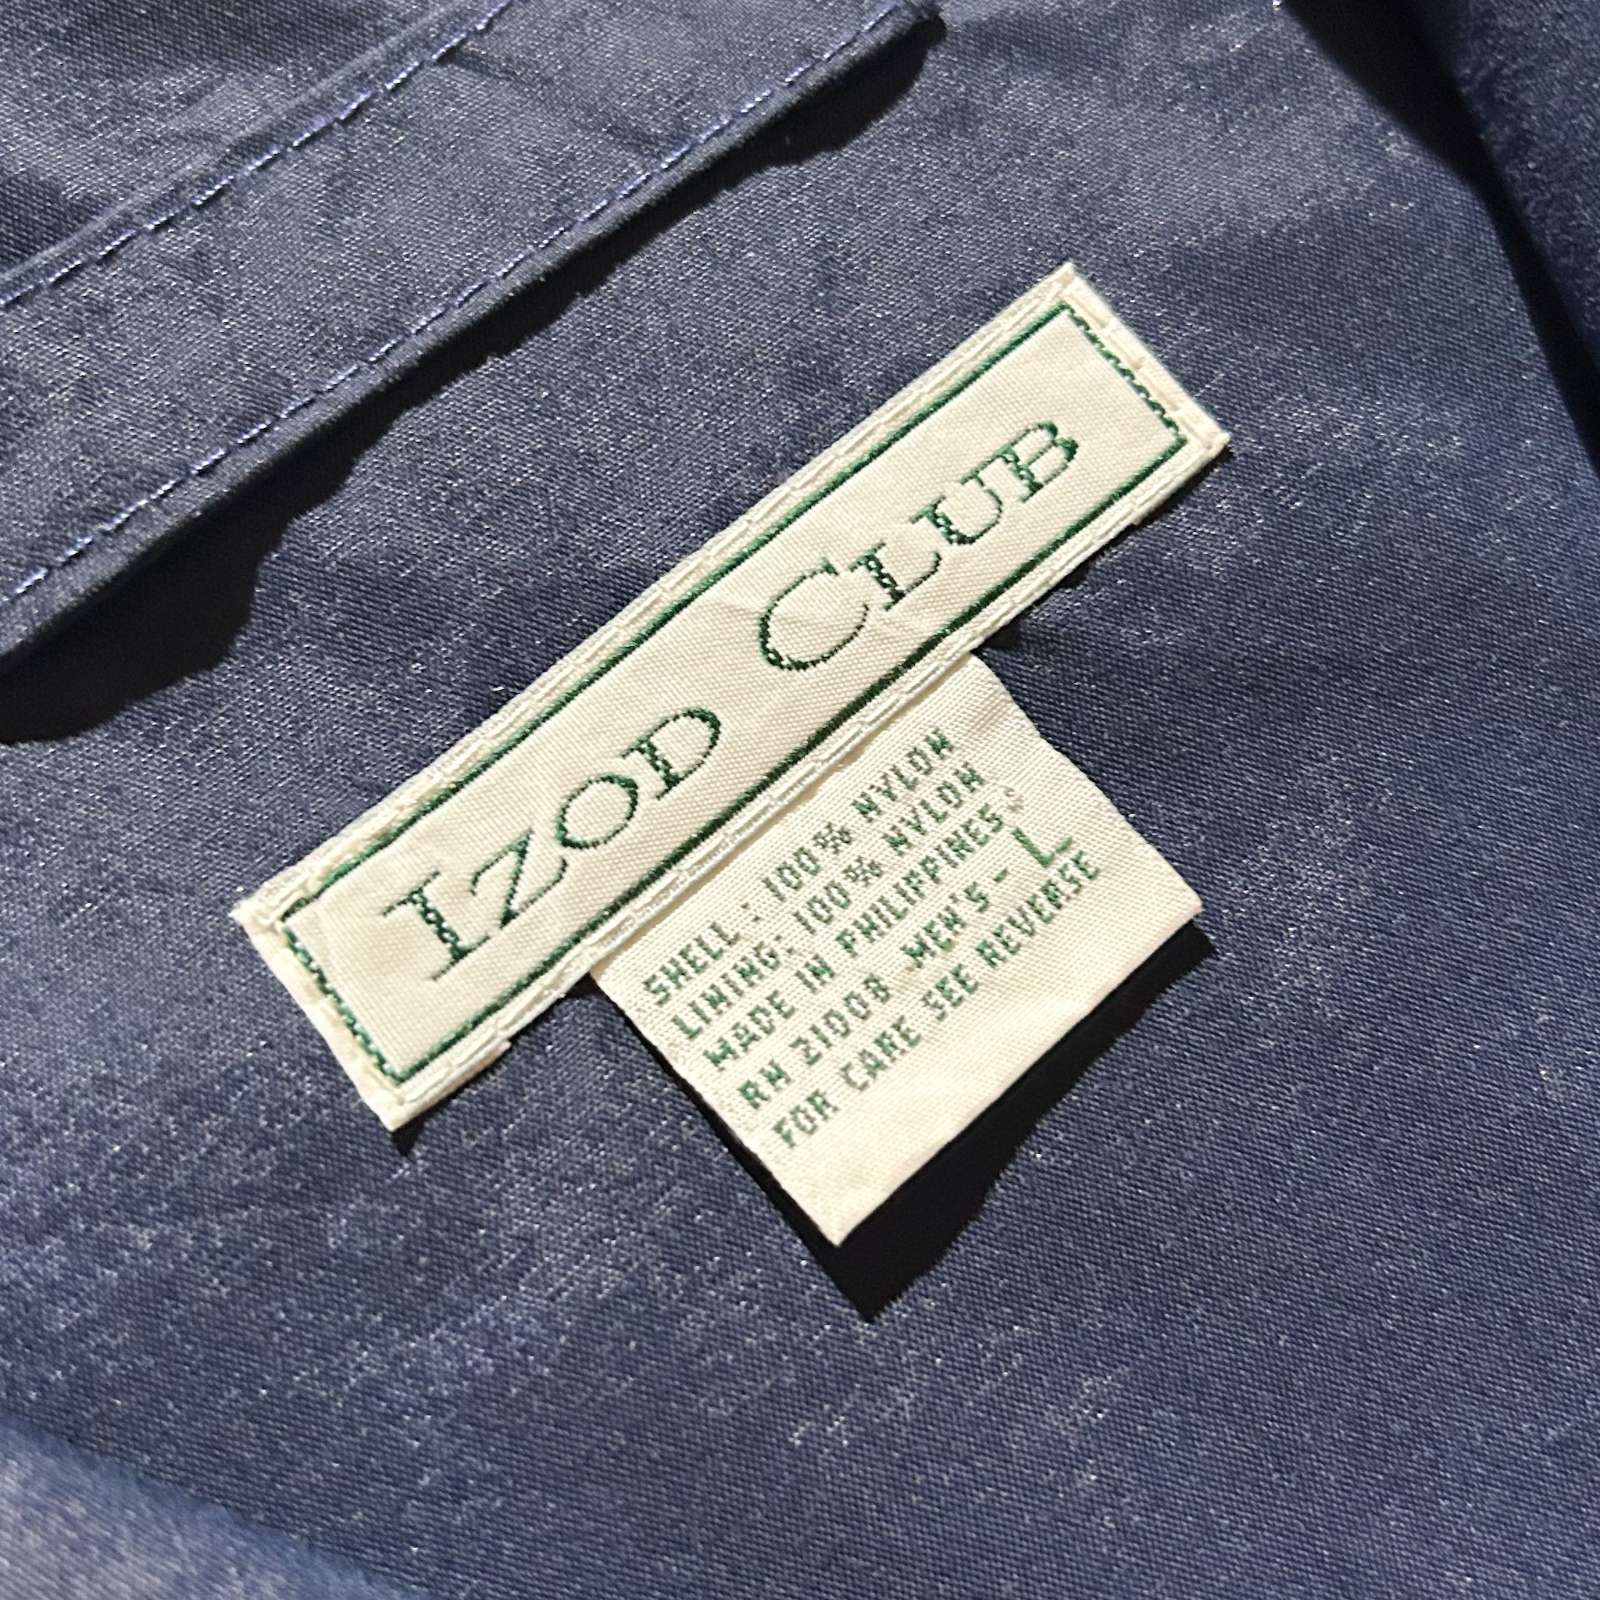 IZOD CLUB
SHELL: 100% NYLON
LINING: 100% NYLON
MADE IN PHILIPPINES
RN 21008 MEN'S - L
FOR CARE SEE REVERSE